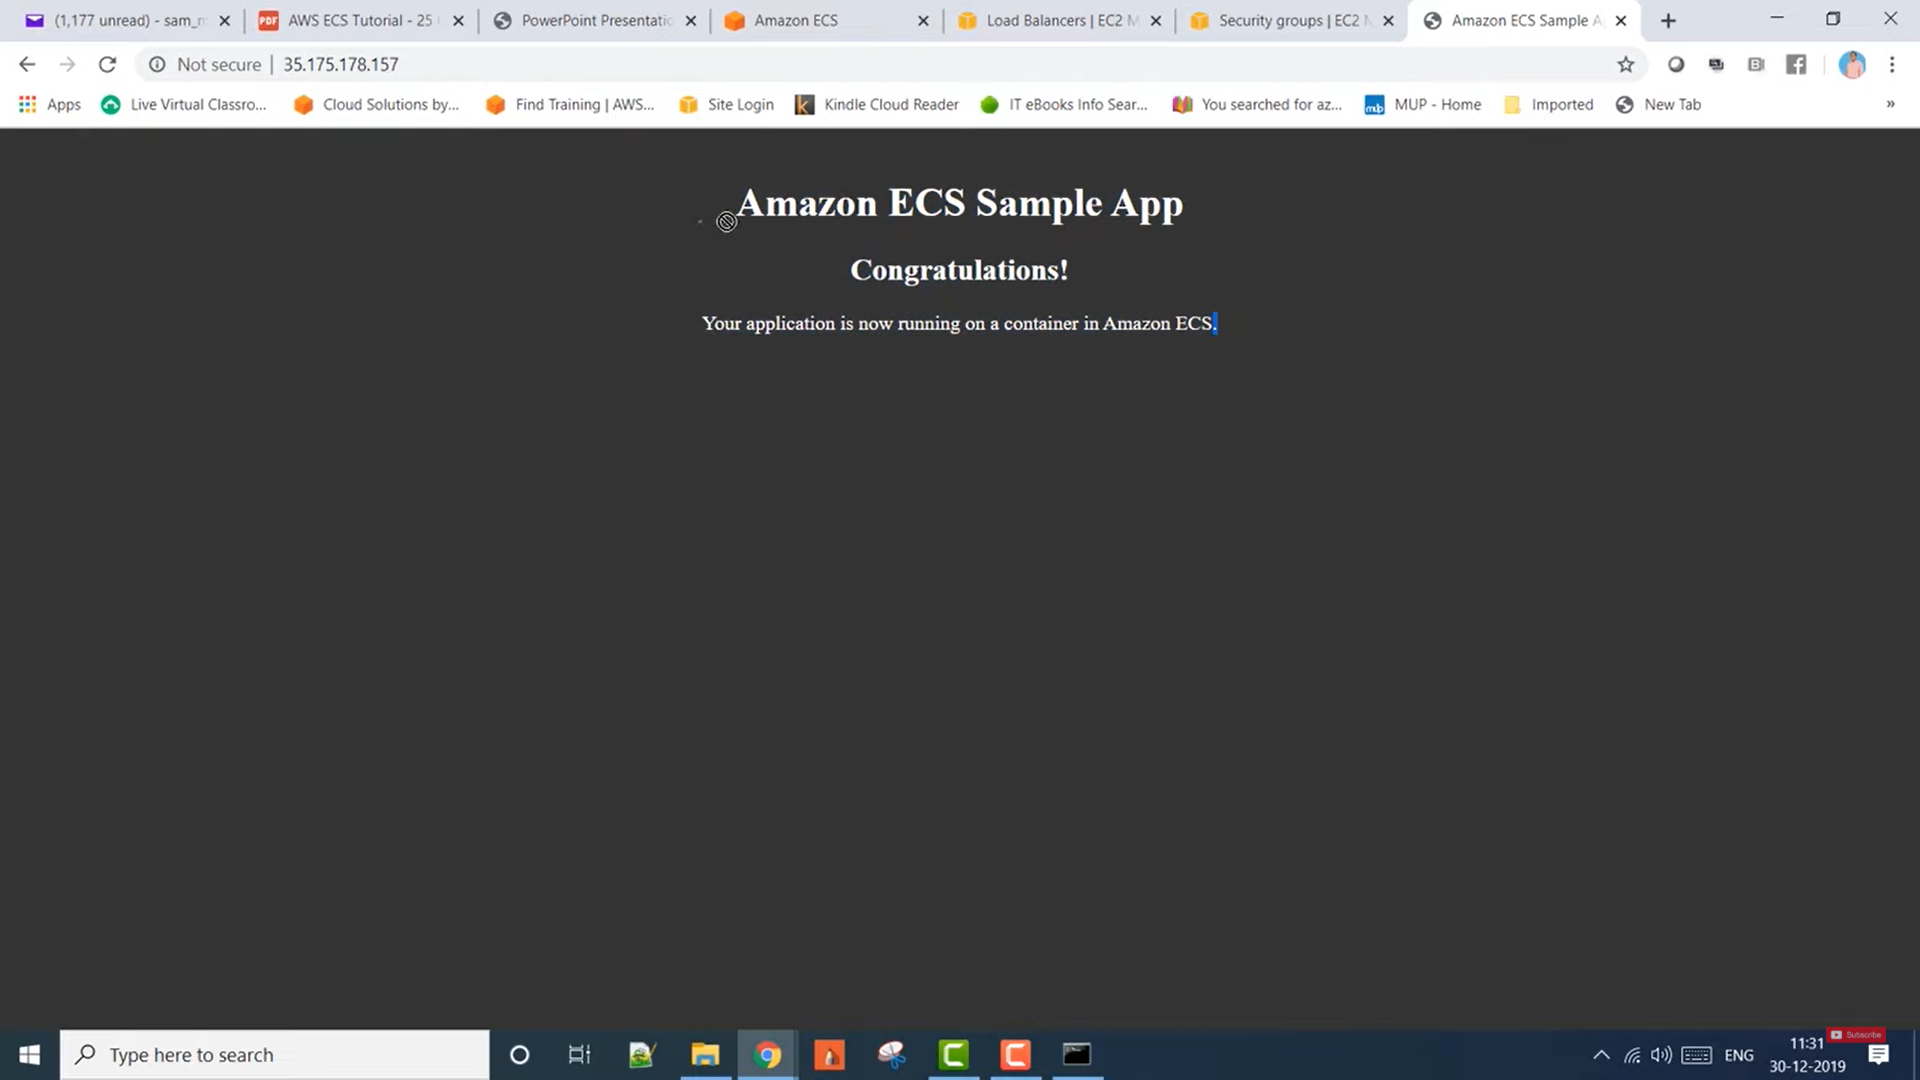 (1,177 unread) - sam_m
PDF AWS ECS Tutorial - 25
PowerPoint Presentatio
Amazon ECS
Load Balancers | EC2 M
Security groups | EC2 M
Amazon ECS Sample A
Not secure | 35.175.178.157
Apps
Live Virtual Classro...
Cloud Solutions by...
Find Training | AWS...
Site Login
Kindle Cloud Reader
IT eBooks Info Sear...
You searched for az...
MUP - Home
Imported
New Tab
»
Amazon ECS Sample App
Congratulations!
Your application is now running on a container in Amazon ECS.
Type here to search
ENG
Subscribe
11:31
30-12-2019